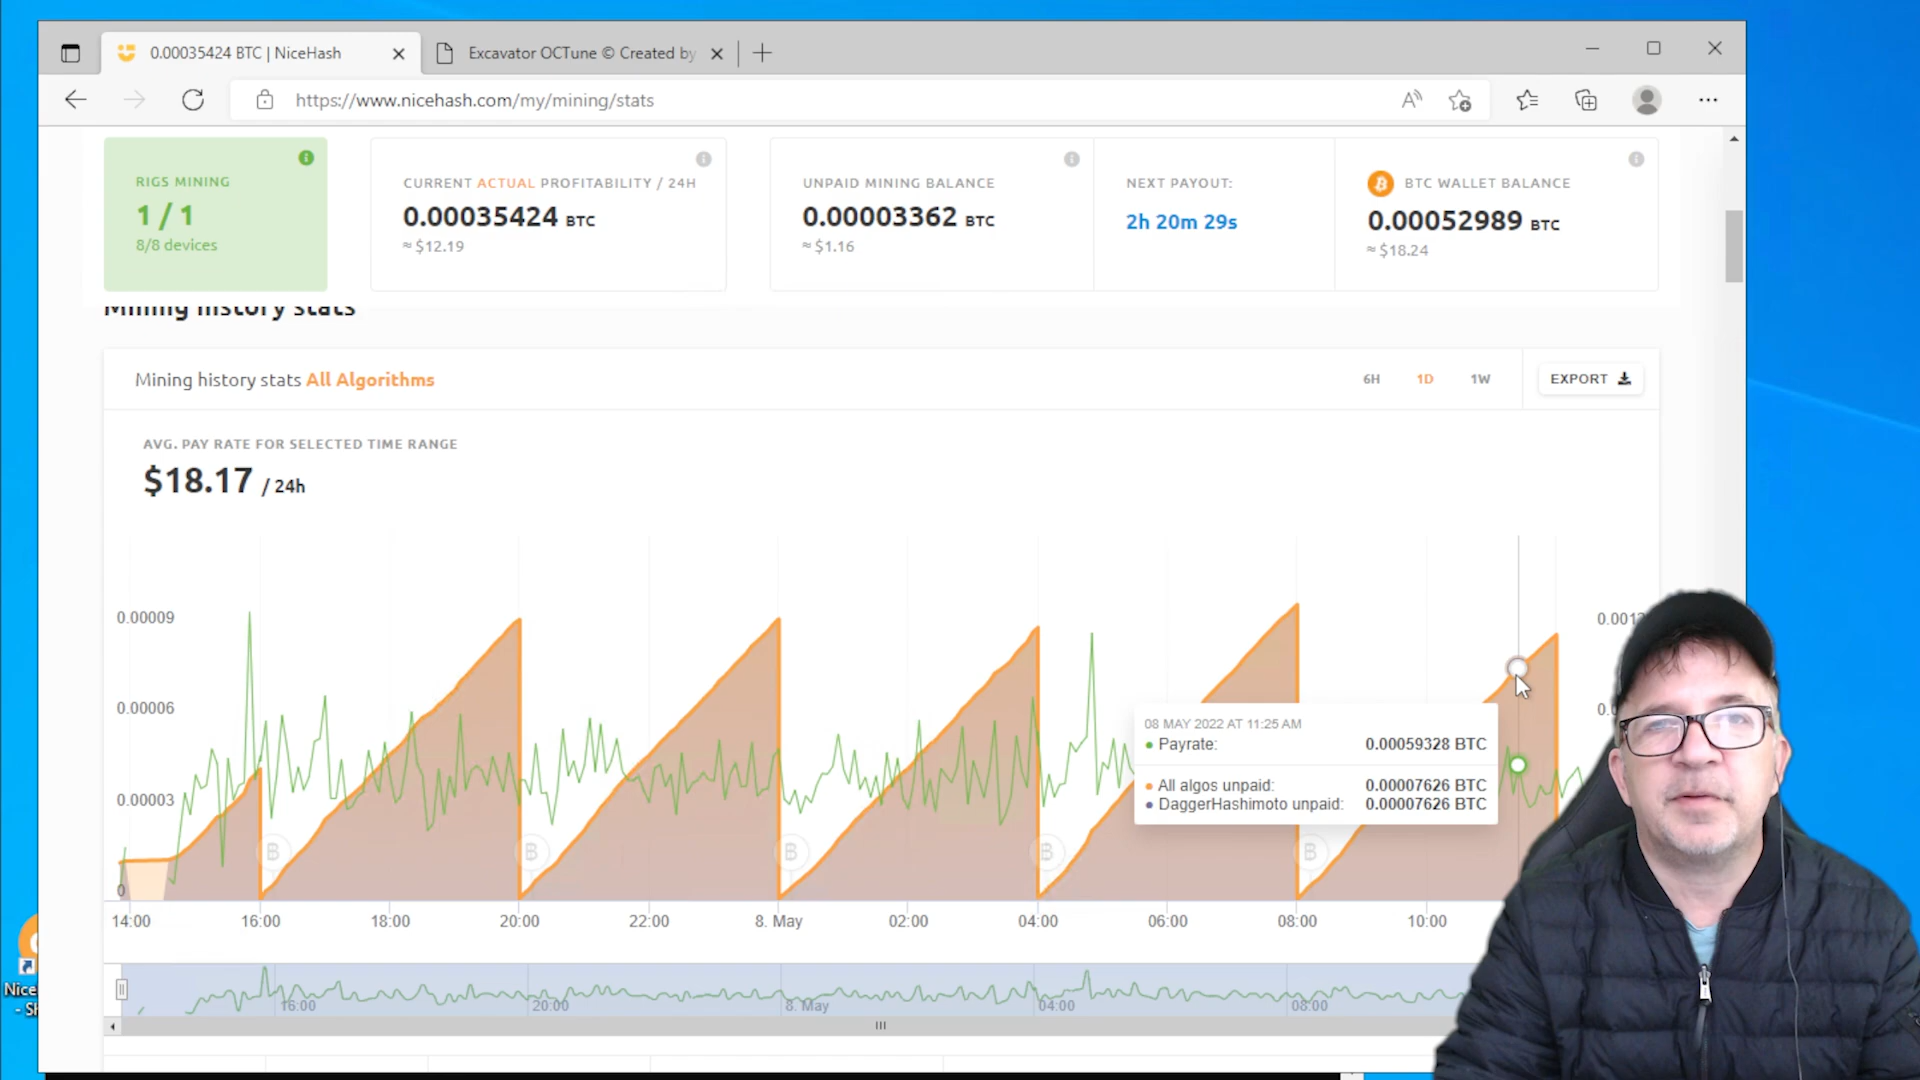 0.00035424 BTC | NiceHash
Excavator OCTune © Created by
https://www.nicehash.com/my/mining/stats
RIGS MINING
1 / 1
8/8 devices
CURRENT ACTUAL PROFITABILITY / 24H
0.00035424 BTC
≈ $12.19
UNPAID MINING BALANCE
0.00003362 BTC
≈ $1.16
NEXT PAYOUT:
2h 20m 29s
BTC WALLET BALANCE
0.00052989 BTC
≈ $18.24
Mining history stats
Mining history stats All Algorithms
6H 1D 1W
EXPORT
AVG. PAY RATE FOR SELECTED TIME RANGE
$18.17 / 24h
0.00009
0.00006
0.00003
0
08 MAY 2022 AT 11:25 AM
Payrate: 0.00059328 BTC
All algos unpaid: 0.00007626 BTC
DaggerHashimoto unpaid: 0.00007626 BTC
14:00 16:00 18:00 20:00 22:00 8. May 02:00 04:00 06:00 08:00 10:00
16:00 20:00 8. May 04:00 08:00
Nice
- Sh